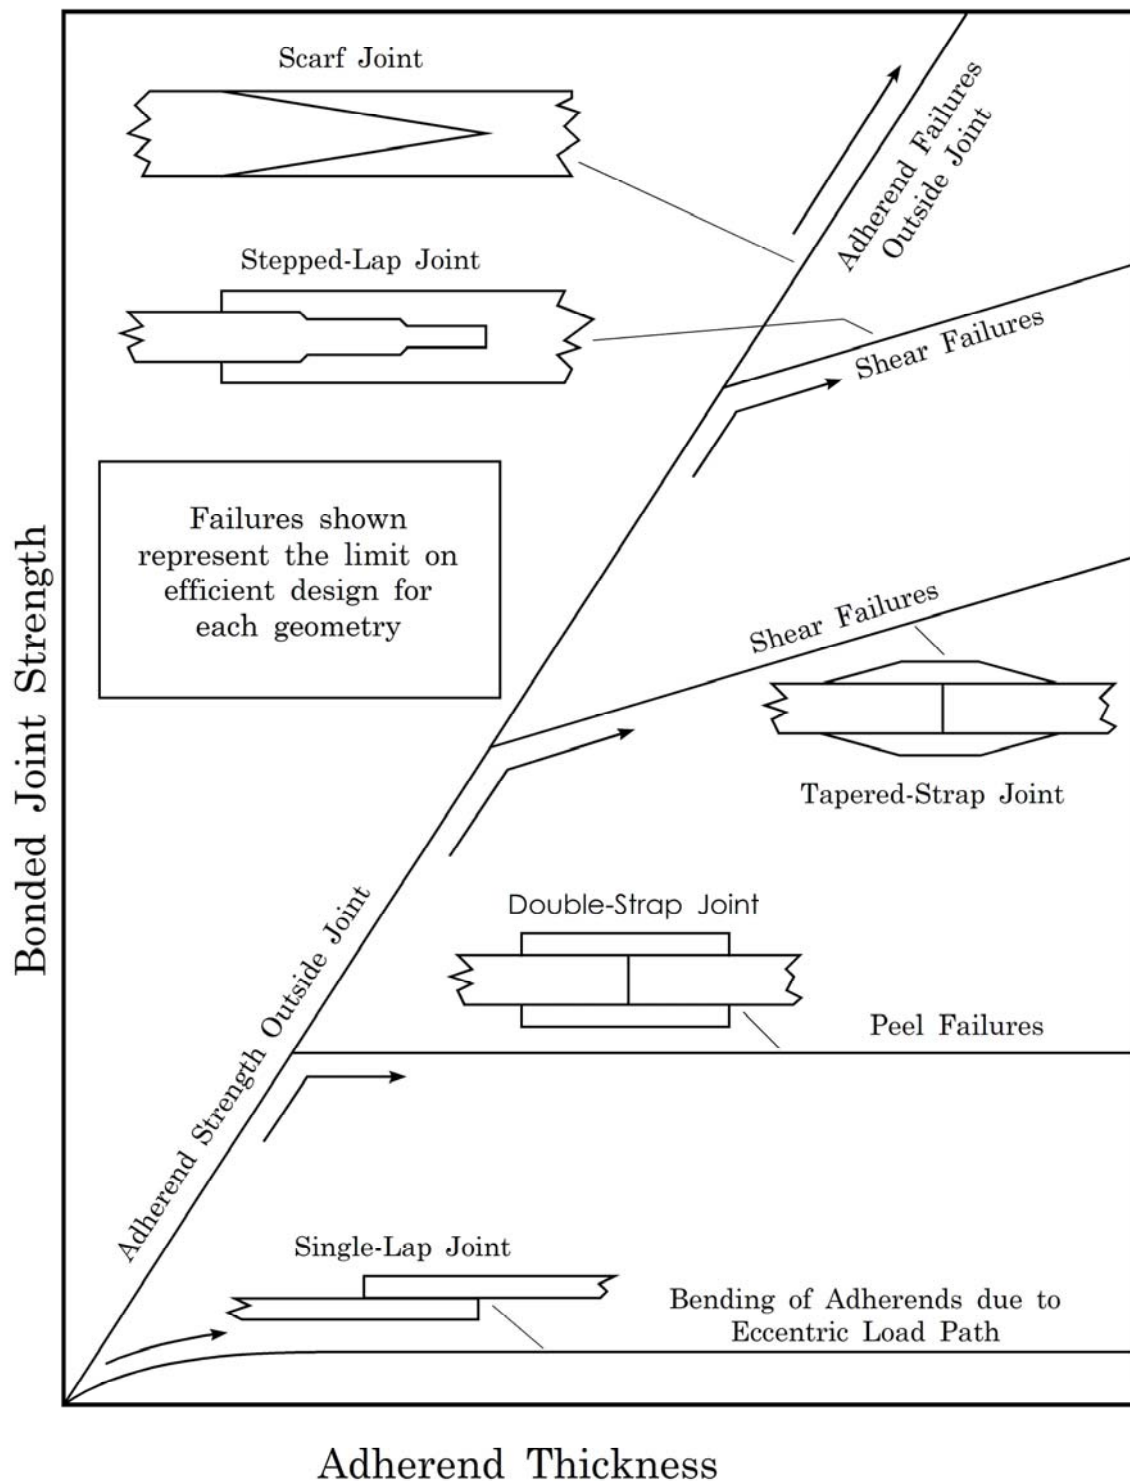 Scarf Joint
Adherend Failures
Outside Joint
Stepped-Lap Joint
Shear Failures
Failures shown
represent the limit on
efficient design for
each geometry
Bonded Joint Strength
Shear Failures
Tapered-Strap Joint
Adherend Strength Outside Joint
Double-Strap Joint
Peel Failures
Single-Lap Joint
Bending of Adherends due to
Eccentric Load Path
Adherend Thickness